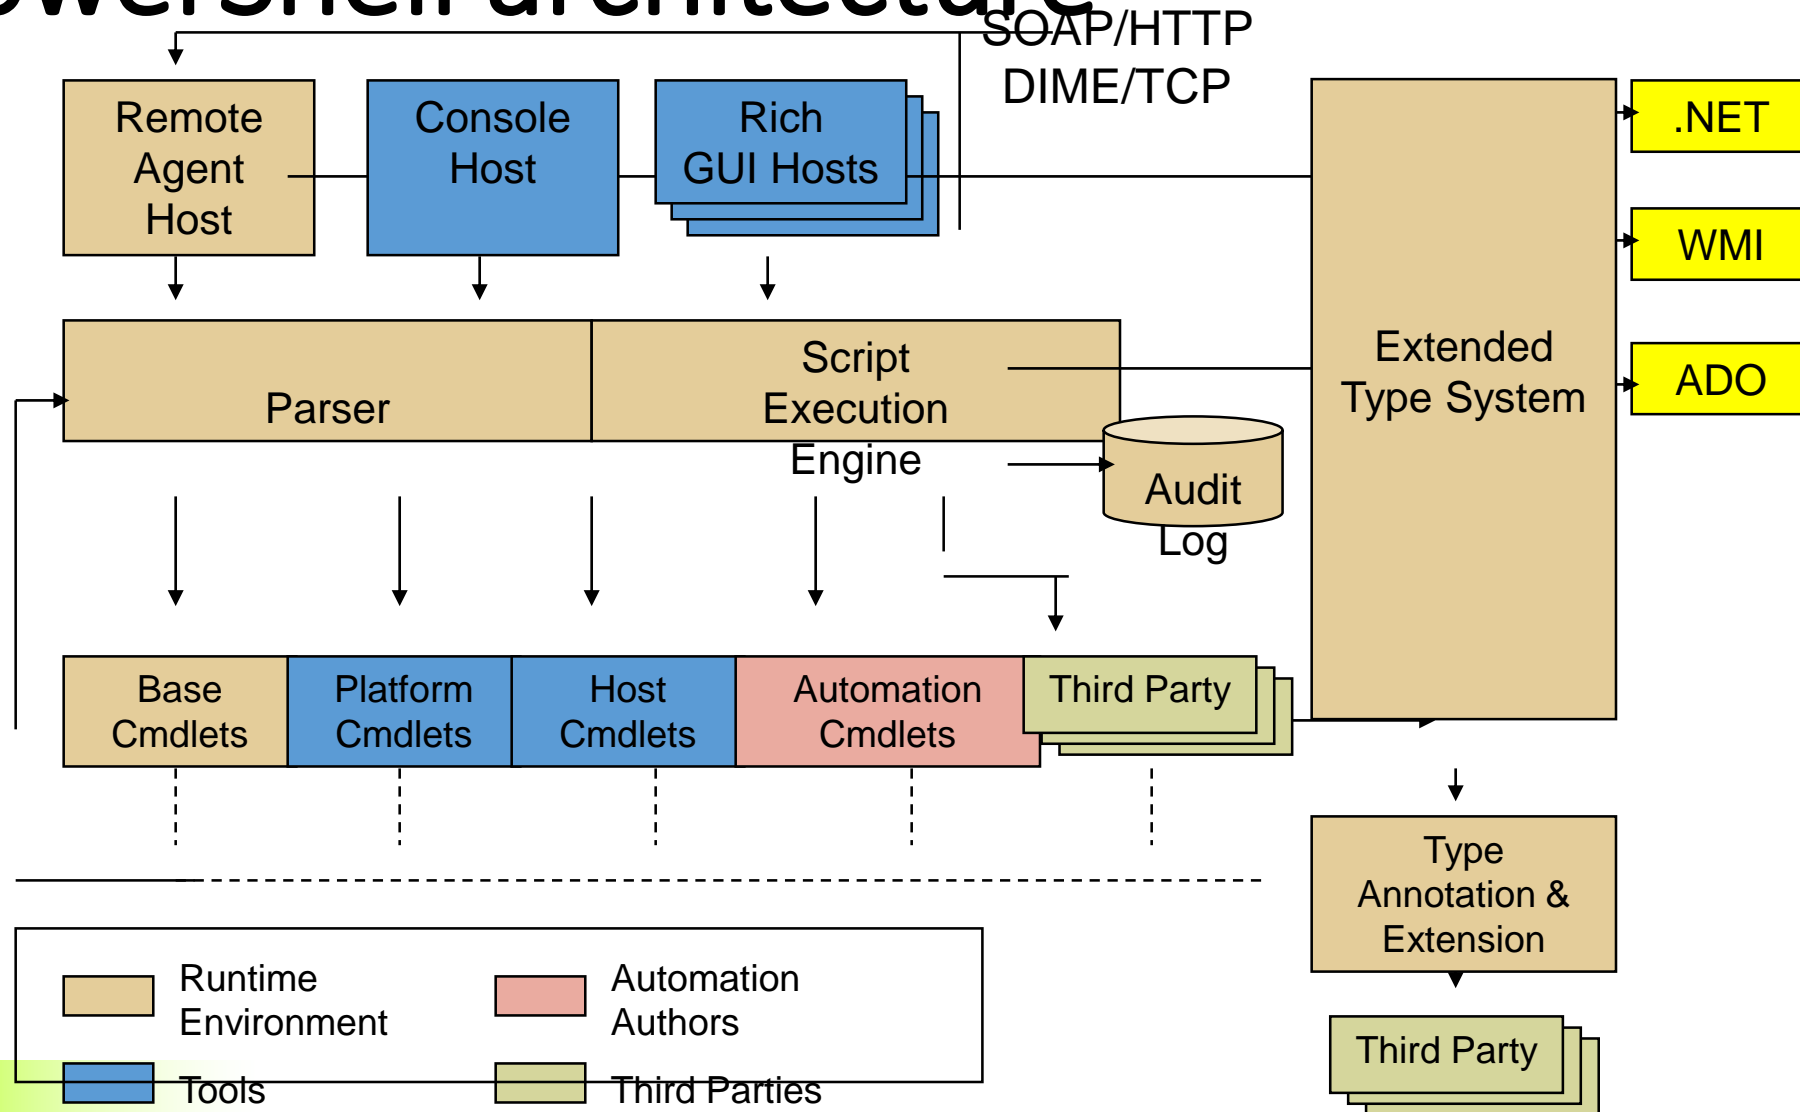 owerShell architecture
SOAP/HTTP
DIME/TCP
Remote
Agent
Host
Console
Host
Rich
GUI Hosts
.NET
WMI
ADO
Extended
Type System
Parser
Script
Execution
Engine
Audit
Log
Base
Cmdlets
Platform
Cmdlets
Host
Cmdlets
Automation
Cmdlets
Third Party
Type
Annotation &
Extension
Third Party
Runtime
Environment
Automation
Authors
Tools
Third Parties